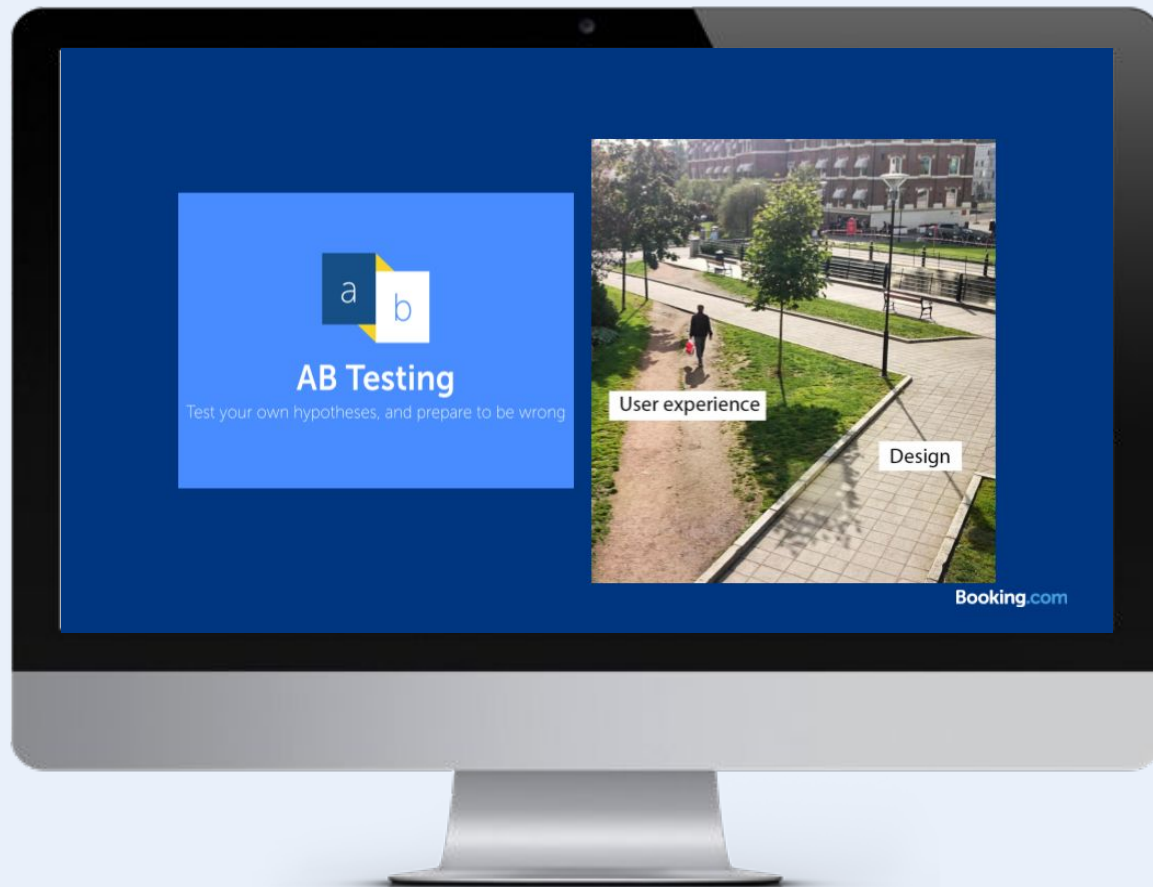 a
b
AB Testing
Test your own hypotheses, and prepare to be wrong
User experience
Design
Booking.com